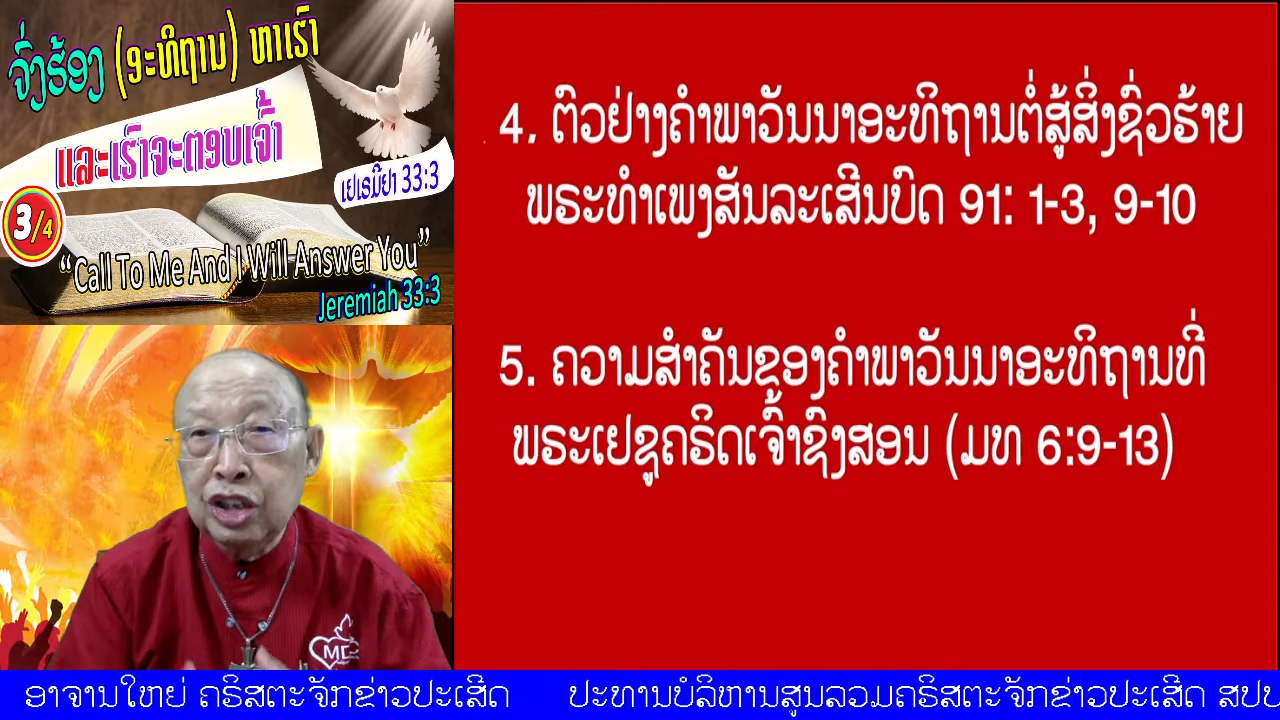 ຈົ່ງຮ້ອງ (ອະທິຖານ) ຫາເຮົາ
ແລະເຮົາຈະຕອບເຈົ້າ
ເຢເຣມີຢາ 33:3
3/4
“Call To Me And I Will Answer You”
Jeremiah 33:3
4. ຕົວຢ່າງຄຳພາວັນນາອະທິຖານຕໍ່ສູ້ສິ່ງຊົ່ວຮ້າຍ
ພຣະທຳເພງສັນລະເສີນບົດ 91: 1-3, 9-10
5. ຄວາມສຳຄັນຂອງຄຳພາວັນນາອະທິຖານທີ່
ພຣະເຢຊູຄຣິດເຈົ້າຊົງສອນ (ມທ 6:9-13)
ອາຈານໃຫຍ່ ຄຣິສຕະຈັກຂ່າວປະເສີດ ປະທານບໍລິຫານສູນລວມຄຣິສຕະຈັກຂ່າວປະເສີດ ສປປ